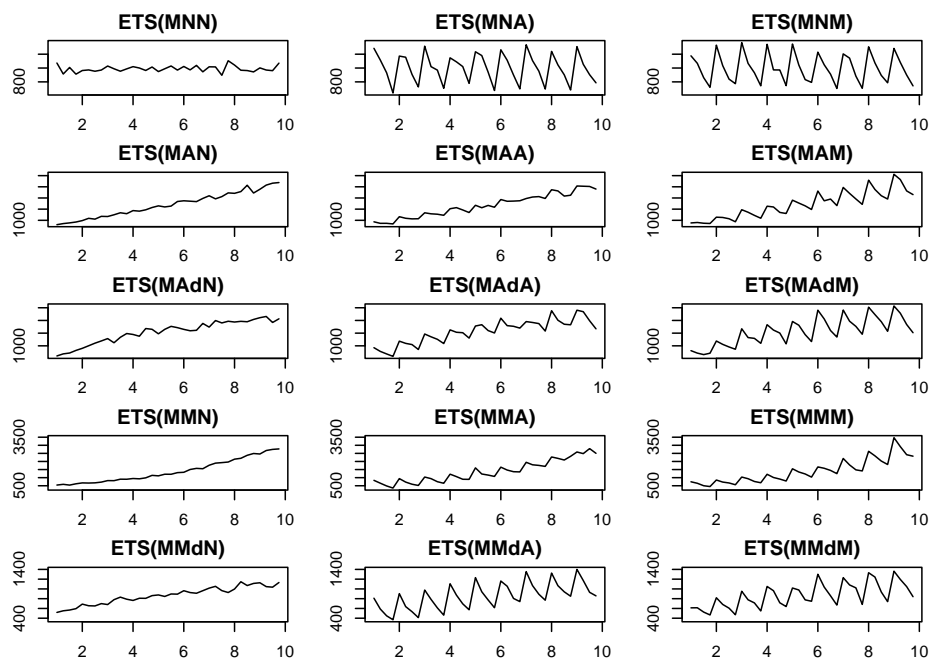 ETS(MNN) ETS(MNA) ETS(MNM)
800 800 800
2 4 6 8 10 2 4 6 8 10 2 4 6 8 10
ETS(MAN) ETS(MAA) ETS(MAM)
1000 1000 1000
2 4 6 8 10 2 4 6 8 10 2 4 6 8 10
ETS(MAdN) ETS(MAdA) ETS(MAdM)
1000 1000 1000
2 4 6 8 10 2 4 6 8 10 2 4 6 8 10
ETS(MMN) ETS(MMA) ETS(MMM)
500 3500 500 3500 500 3500
2 4 6 8 10 2 4 6 8 10 2 4 6 8 10
ETS(MMdN) ETS(MMdA) ETS(MMdM)
400 1400 400 1400 400 1400
2 4 6 8 10 2 4 6 8 10 2 4 6 8 10